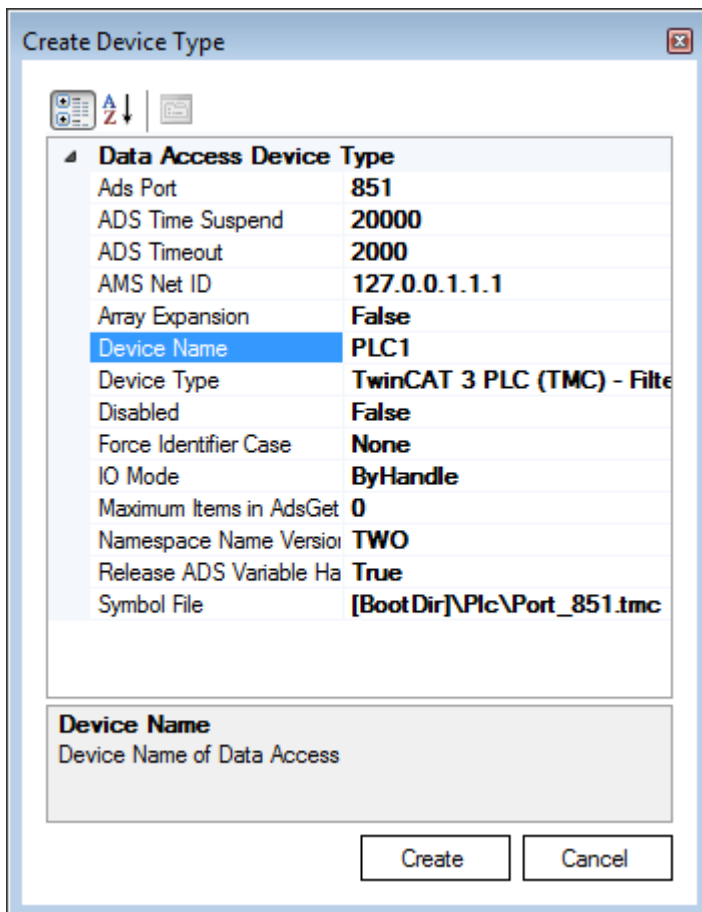 Create Device Type
Data Access Device Type
Ads Port 851
ADS Time Suspend 20000
ADS Timeout 2000
AMS Net ID 127.0.0.1.1.1
Array Expansion False
Device Name PLC1
Device Type TwinCAT 3 PLC (TMC) - Filte
Disabled False
Force Identifier Case None
IO Mode ByHandle
Maximum Items in AdsGet 0
Namespace Name Version TWO
Release ADS Variable Ha True
Symbol File [BootDir]\Plc\Port_851.tmc
Device Name
Device Name of Data Access
Create Cancel